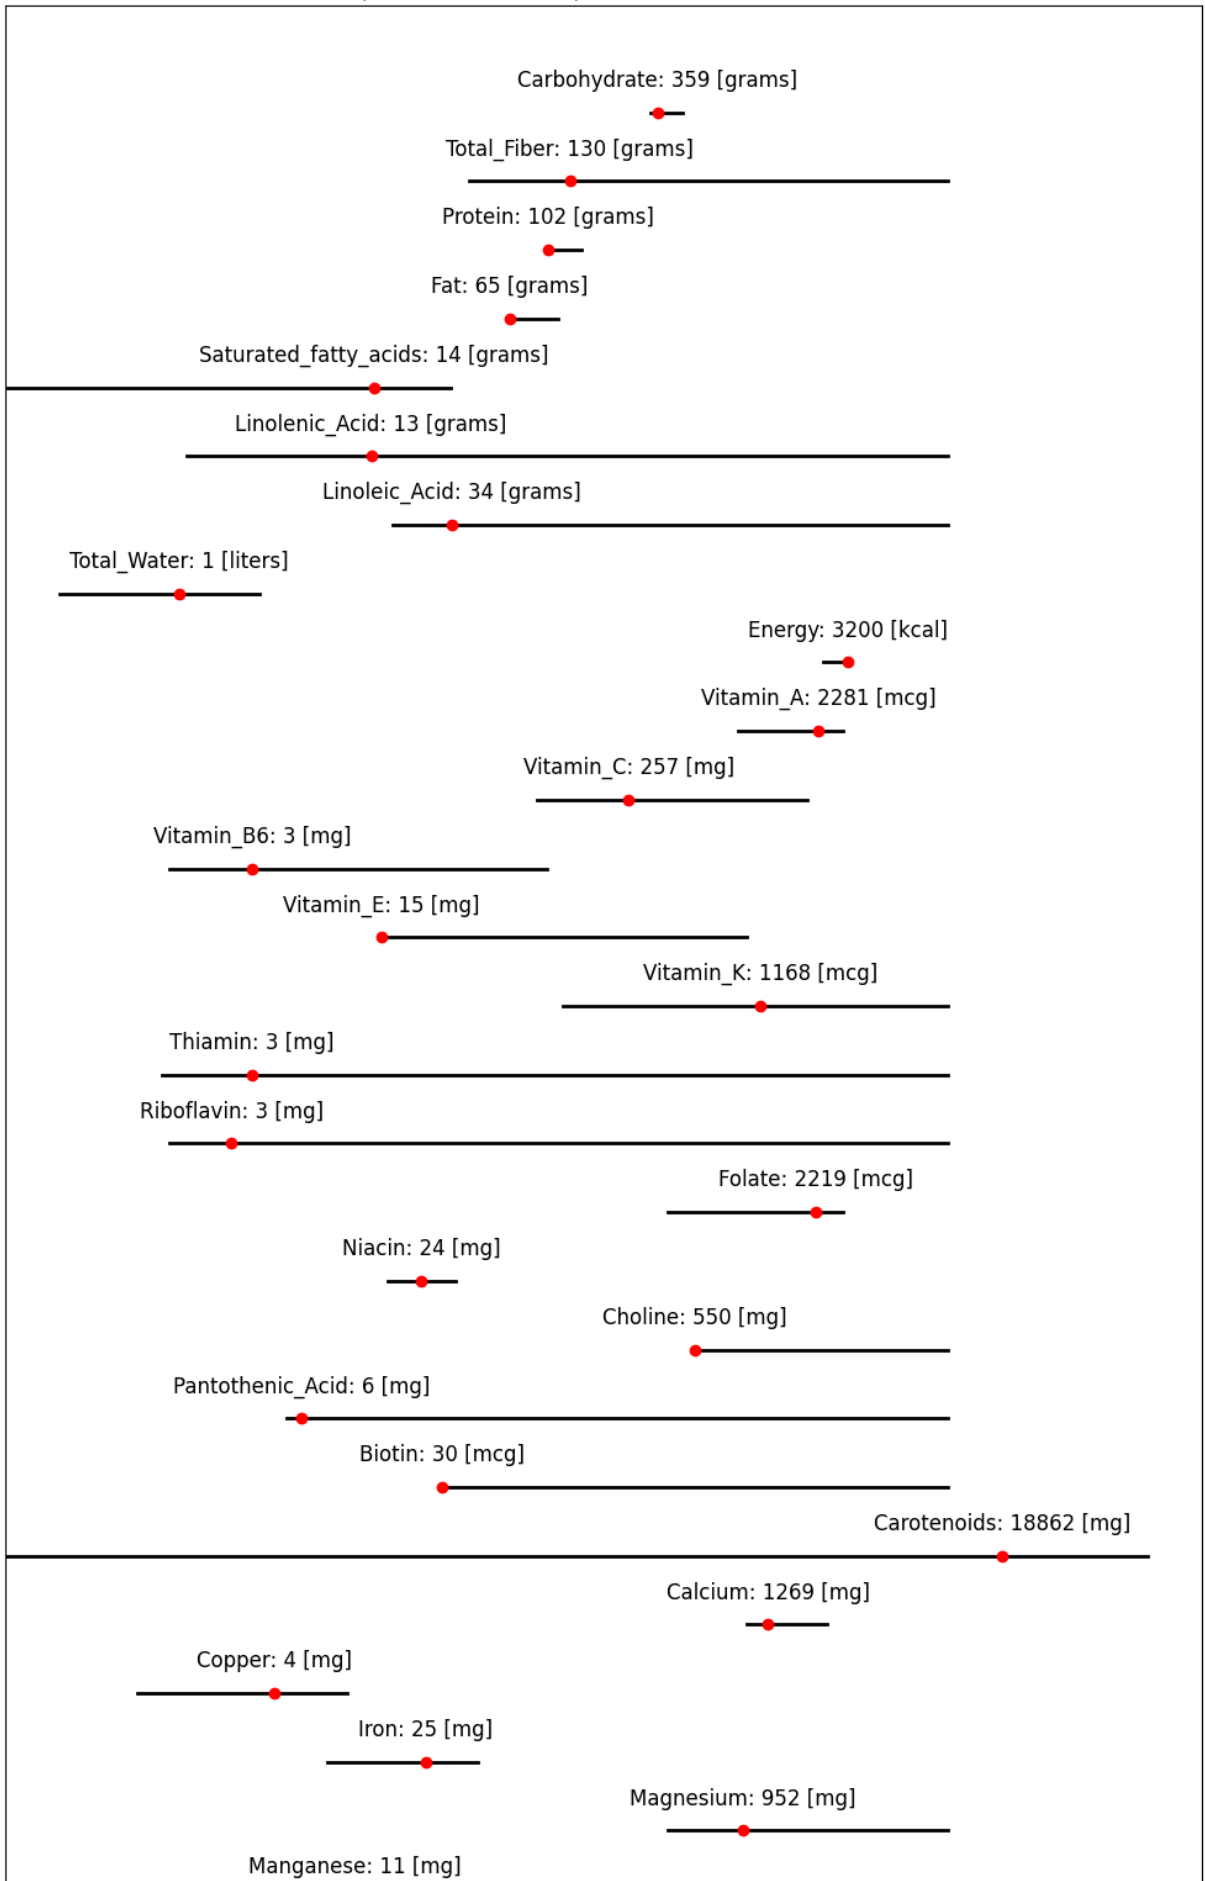 Carbohydrate: 359 [grams]
Total_Fiber: 130 [grams]
Protein: 102 [grams]
Fat: 65 [grams]
Saturated_fatty_acids: 14 [grams]
Linolenic_Acid: 13 [grams]
Linoleic_Acid: 34 [grams]
Total_Water: 1 [liters]
Energy: 3200 [kcal]
Vitamin_A: 2281 [mcg]
Vitamin_C: 257 [mg]
Vitamin_B6: 3 [mg]
Vitamin_E: 15 [mg]
Vitamin_K: 1168 [mcg]
Thiamin: 3 [mg]
Riboflavin: 3 [mg]
Folate: 2219 [mcg]
Niacin: 24 [mg]
Choline: 550 [mg]
Pantothenic_Acid: 6 [mg]
Biotin: 30 [mcg]
Carotenoids: 18862 [mg]
Calcium: 1269 [mg]
Copper: 4 [mg]
Iron: 25 [mg]
Magnesium: 952 [mg]
Manganese: 11 [mg]